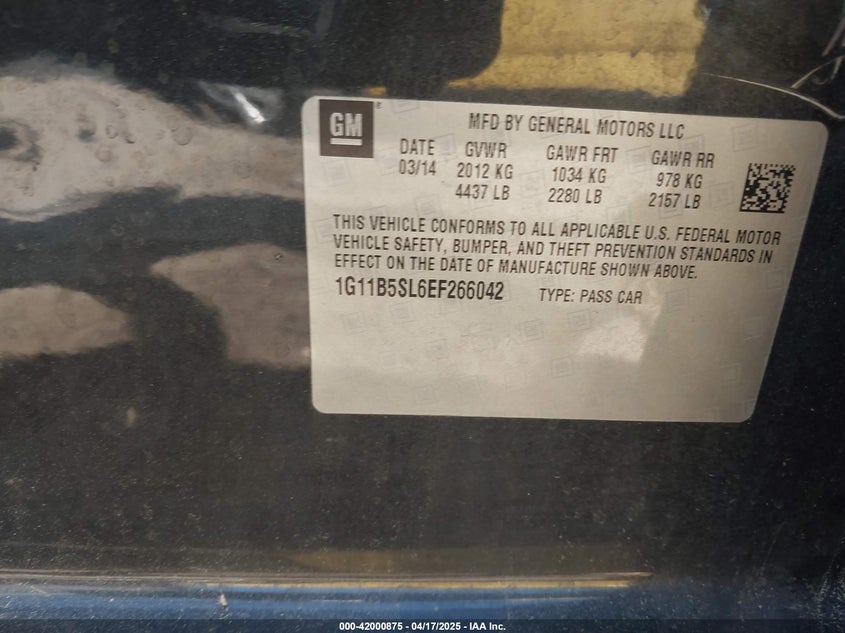 GM
MFD BY GENERAL MOTORS LLC
DATE GVWR GAWR FRT GAWR RR
03/14 2012 KG 1034 KG 978 KG
4437 LB 2280 LB 2157 LB
THIS VEHICLE CONFORMS TO ALL APPLICABLE U.S. FEDERAL MOTOR
VEHICLE SAFETY, BUMPER, AND THEFT PREVENTION STANDARDS IN
EFFECT ON THE DATE OF MANUFACTURE SHOWN ABOVE.
1G11B5SL6EF266042 TYPE: PASS CAR
000-42000875 - 04/17/2025 - IAA Inc.